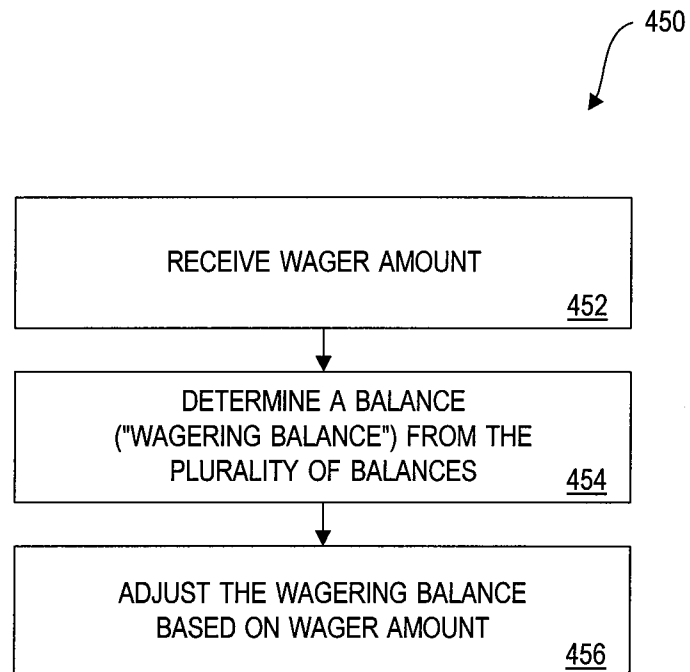 450
RECEIVE WAGER AMOUNT
452
DETERMINE A BALANCE
("WAGERING BALANCE") FROM THE
PLURALITY OF BALANCES
454
ADJUST THE WAGERING BALANCE
BASED ON WAGER AMOUNT
456